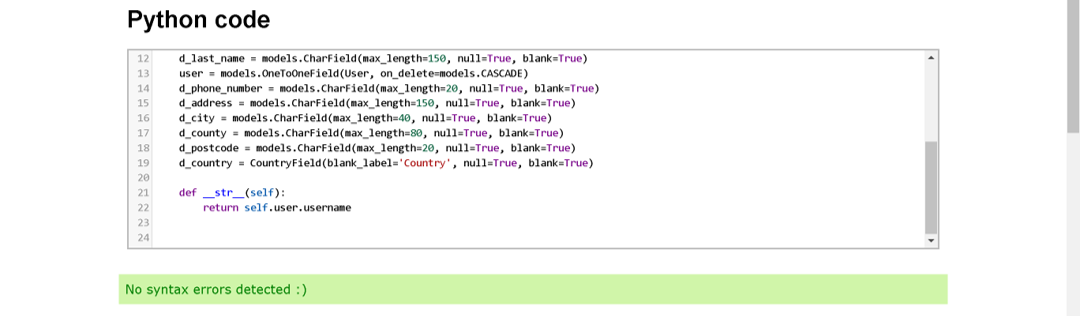 Python code
12 d_last_name = models.CharField(max_length=150, null=True, blank=True)
13 user = models.OneToOneField(User, on_delete=models.CASCADE)
14 d_phone_number = models.CharField(max_length=20, null=True, blank=True)
15 d_address = models.CharField(max_length=150, null=True, blank=True)
16 d_city = models.CharField(max_length=40, null=True, blank=True)
17 d_county = models.CharField(max_length=80, null=True, blank=True)
18 d_postcode = models.CharField(max_length=20, null=True, blank=True)
19 d_country = CountryField(blank_label='Country', null=True, blank=True)
20
21 def __str__(self):
22 return self.user.username
23
24
No syntax errors detected :)